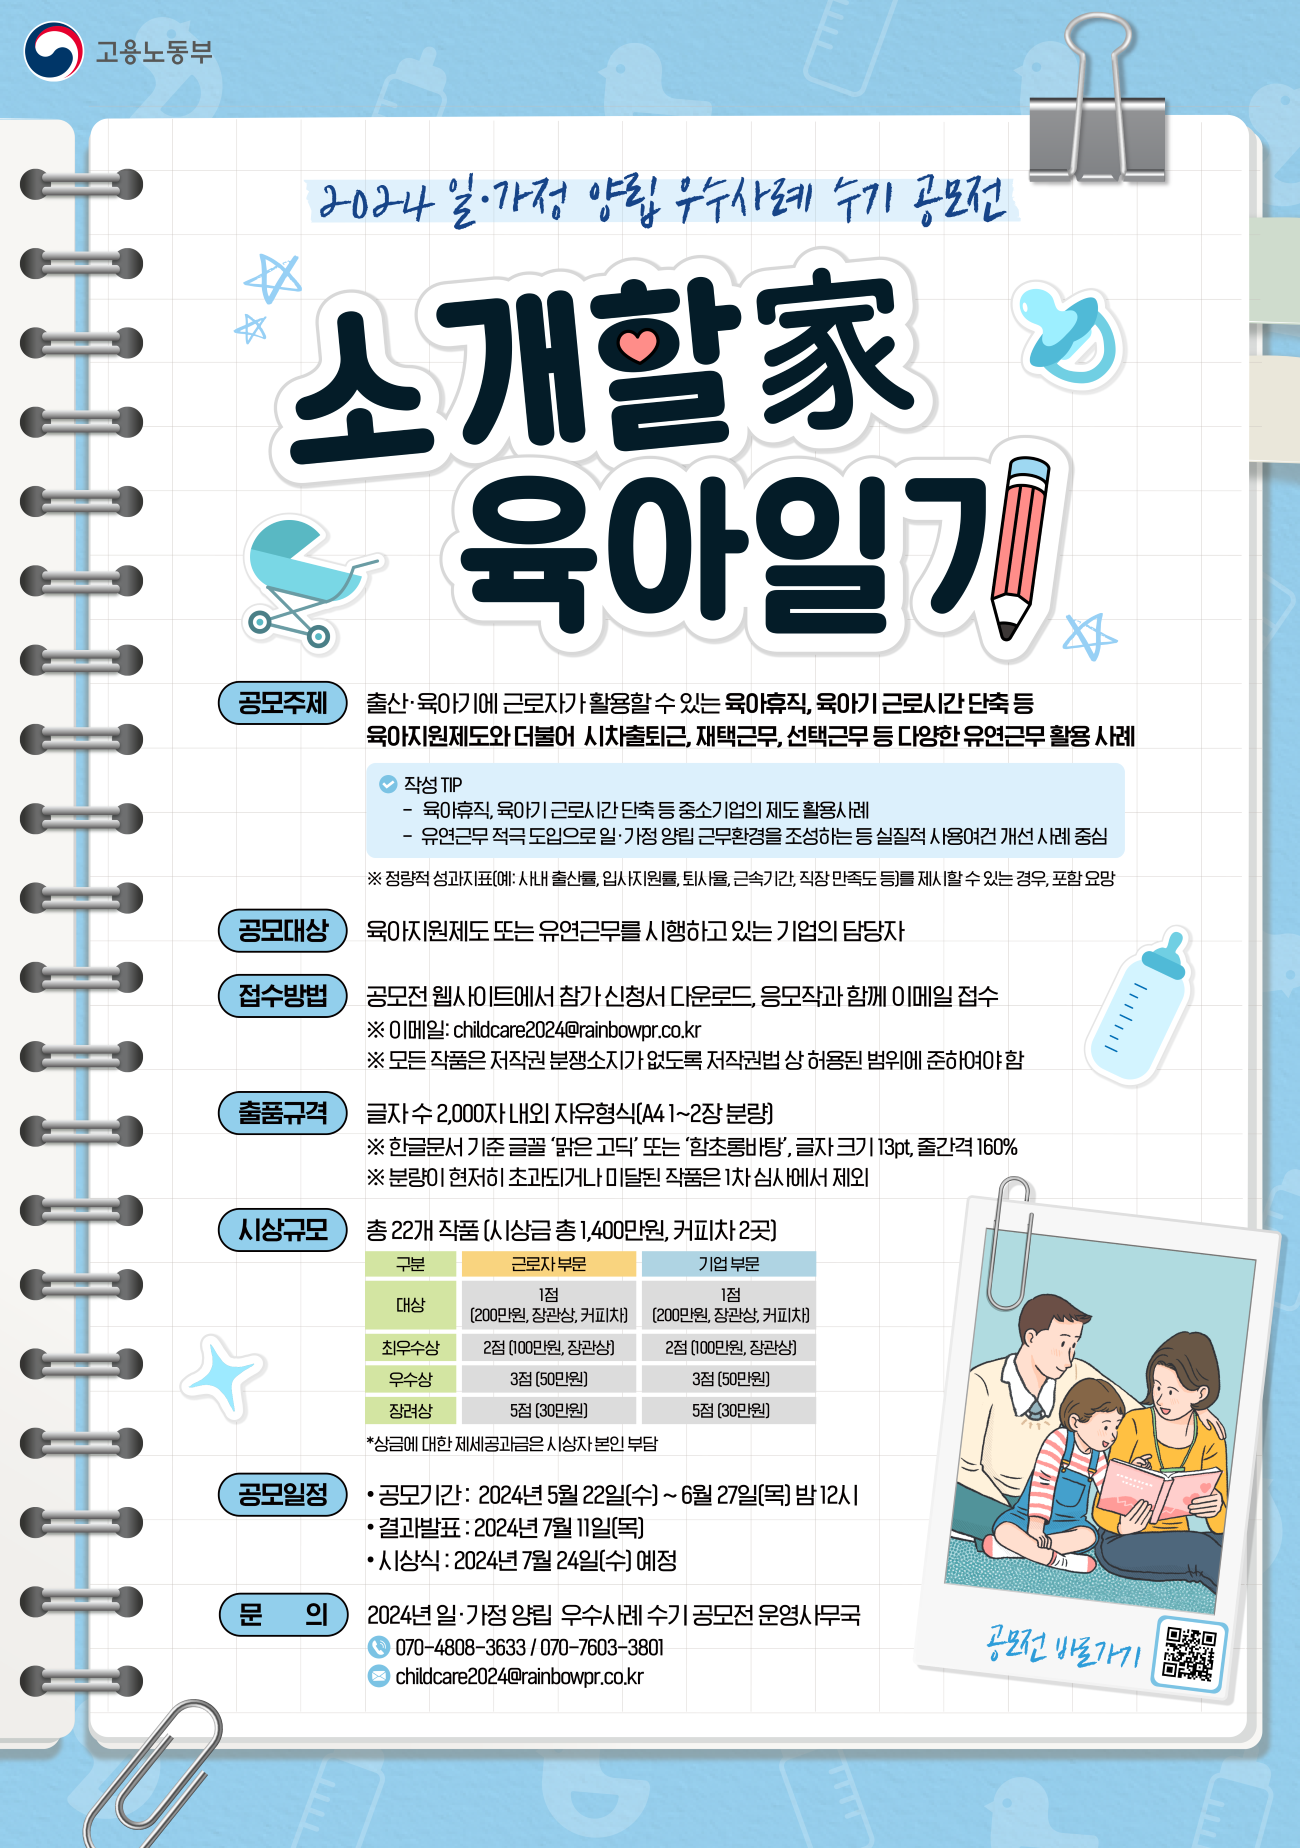 고용노동부
2024 일·가정 양립 우수사례 수기 공모전
소개할家
육아일기
공모주제
출산·육아기에 근로자가 활용할 수 있는 육아휴직, 육아기 근로시간 단축 등
육아지원제도와 더불어 시차출퇴근, 재택근무, 선택근무 등 다양한 유연근무 활용 사례
작성 TIP
- 육아휴직, 육아기 근로시간 단축 등 중소기업의 제도 활용사례
- 유연근무 적극 도입으로 일·가정 양립 근무환경을 조성하는 등 실질적 사용여건 개선 사례 중심
※ 정량적 성과지표(예: 사내 출산률, 입사지원률, 퇴사율, 근속기간, 직장 만족도 등)를 제시할 수 있는 경우, 포함 요망
공모대상
육아지원제도 또는 유연근무를 시행하고 있는 기업의 담당자
접수방법
공모전 웹사이트에서 참가 신청서 다운로드, 응모작과 함께 이메일 접수
※ 이메일: childcare2024@rainbowpr.co.kr
※ 모든 작품은 저작권 분쟁소지가 없도록 저작권법 상 허용된 범위에 준하여야 함
출품규격
글자 수 2,000자 내외 자유형식(A4 1~2장 분량)
※ 한글문서 기준 글꼴 '맑은 고딕' 또는 '함초롱바탕', 글자 크기 13pt, 줄간격 160%
※ 분량이 현저히 초과되거나 미달된 작품은 1차 심사에서 제외
시상규모
총 22개 작품 (시상금 총 1,400만원, 커피차 2곳)
구분 근로자 부문 기업 부문
대상 1점 (200만원, 장관상, 커피차) 1점 (200만원, 장관상, 커피차)
최우수상 2점 (100만원, 장관상) 2점 (100만원, 장관상)
우수상 3점 (50만원) 3점 (50만원)
장려상 5점 (30만원) 5점 (30만원)
*상금에 대한 제세공과금은 시상자 본인 부담
공모일정
• 공모기간 : 2024년 5월 22일(수) ~ 6월 27일(목) 밤 12시
• 결과발표 : 2024년 7월 11일(목)
• 시상식 : 2024년 7월 24일(수) 예정
문 의
2024년 일·가정 양립 우수사례 수기 공모전 운영사무국
070-4808-3633 / 070-7603-3801
childcare2024@rainbowpr.co.kr
공모전 바로가기